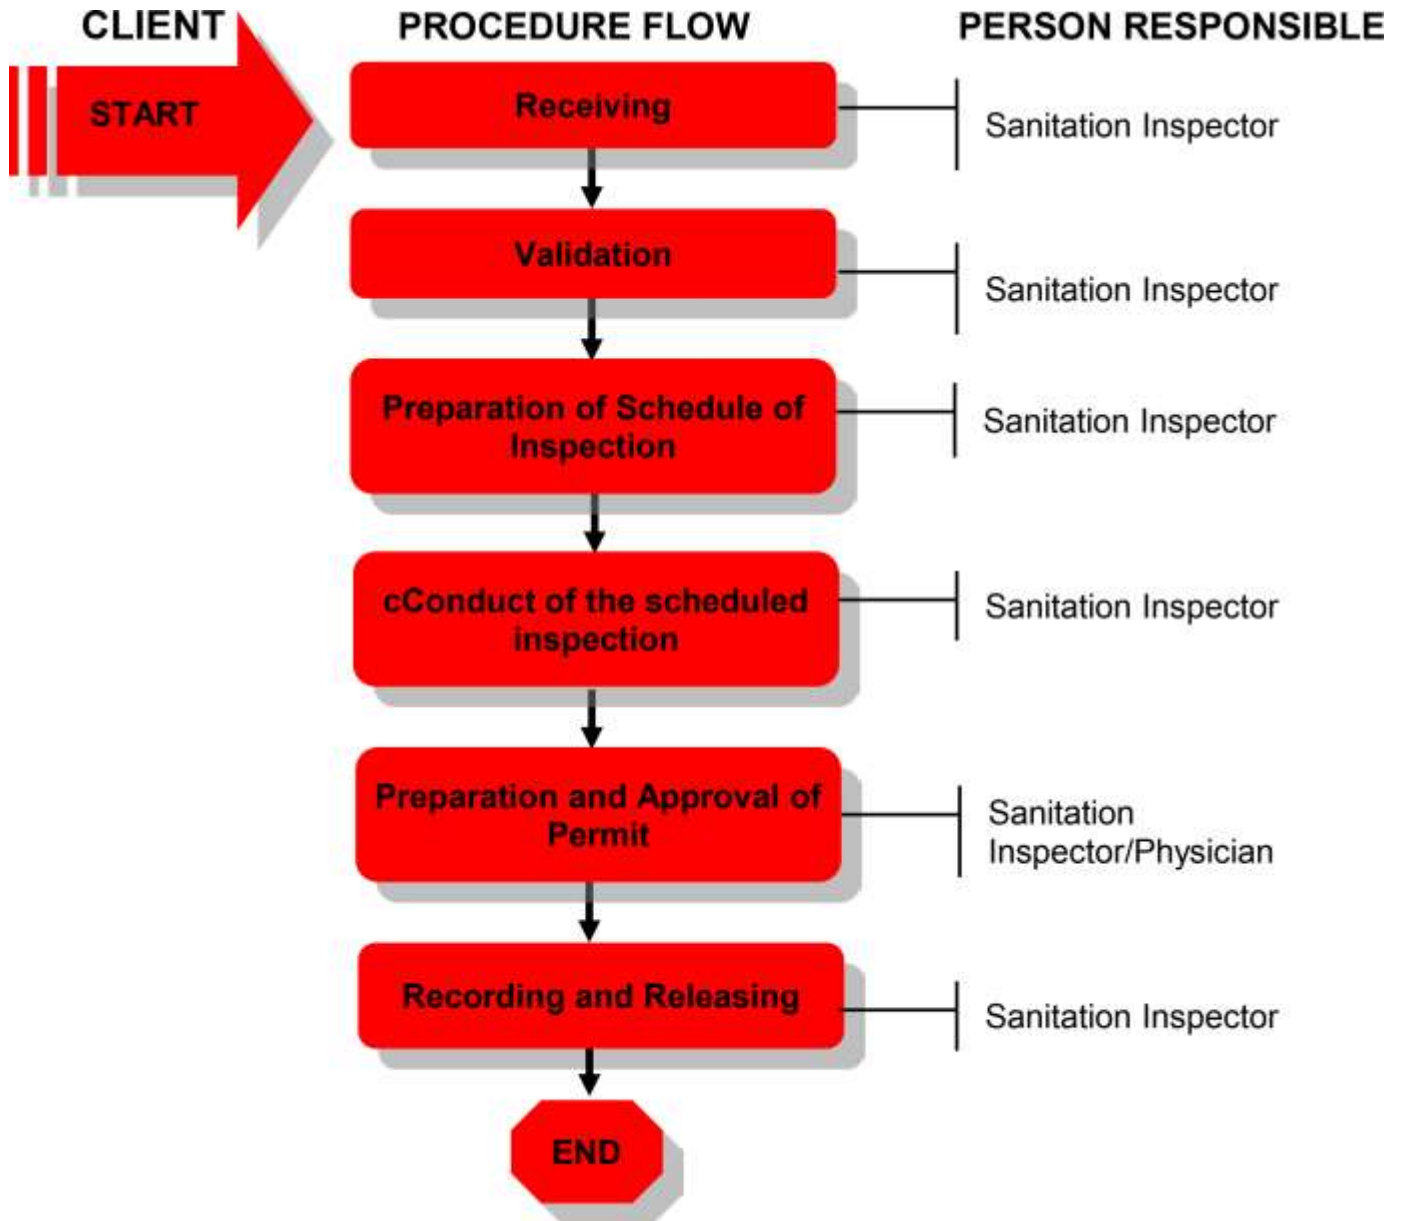 CLIENT PROCEDURE FLOW PERSON RESPONSIBLE
START
Receiving
Sanitation Inspector
Validation
Sanitation Inspector
Preparation of Schedule of
Inspection
Sanitation Inspector
cConduct of the scheduled
inspection
Sanitation Inspector
Preparation and Approval of
Permit
Sanitation
Inspector/Physician
Recording and Releasing
Sanitation Inspector
END